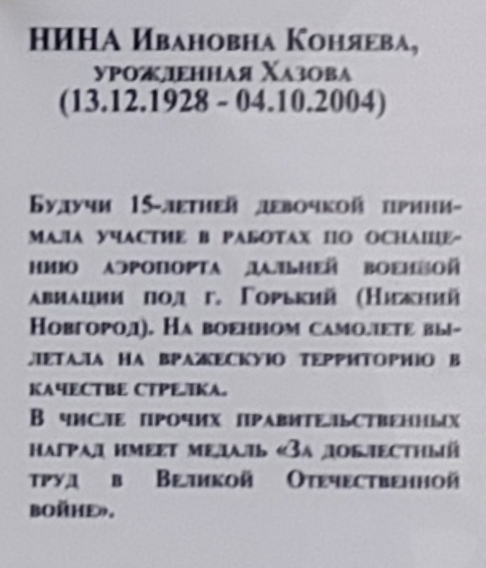 НИНА ИВАНОВНА КОНЯЕВА,
УРОЖДЕННАЯ ХАЗОВА
(13.12.1928 - 04.10.2004)
БУДУЧИ 15-ЛЕТНЕЙ ДЕВОЧКОЙ ПРИНИ-
МАЛА УЧАСТИЕ В РАБОТАХ ПО ОСНАЩЕ-
НИЮ АЭРОПОРТА ДАЛЬНЕЙ ВОЕННОЙ
АВИАЦИИ ПОД Г. ГОРЬКИЙ (НИЖНИЙ
НОВГОРОД). НА ВОЕННОМ САМОЛЕТЕ ВЫ-
ЛЕТАЛА НА ВРАЖЕСКУЮ ТЕРРИТОРИЮ В
КАЧЕСТВЕ СТРЕЛКА.
В ЧИСЛЕ ПРОЧИХ ПРАВИТЕЛЬСТВЕННЫХ
НАГРАД ИМЕЕТ МЕДАЛЬ «ЗА ДОБЛЕСТНЫЙ
ТРУД В ВЕЛИКОЙ ОТЕЧЕСТВЕННОЙ
ВОЙНЕ».